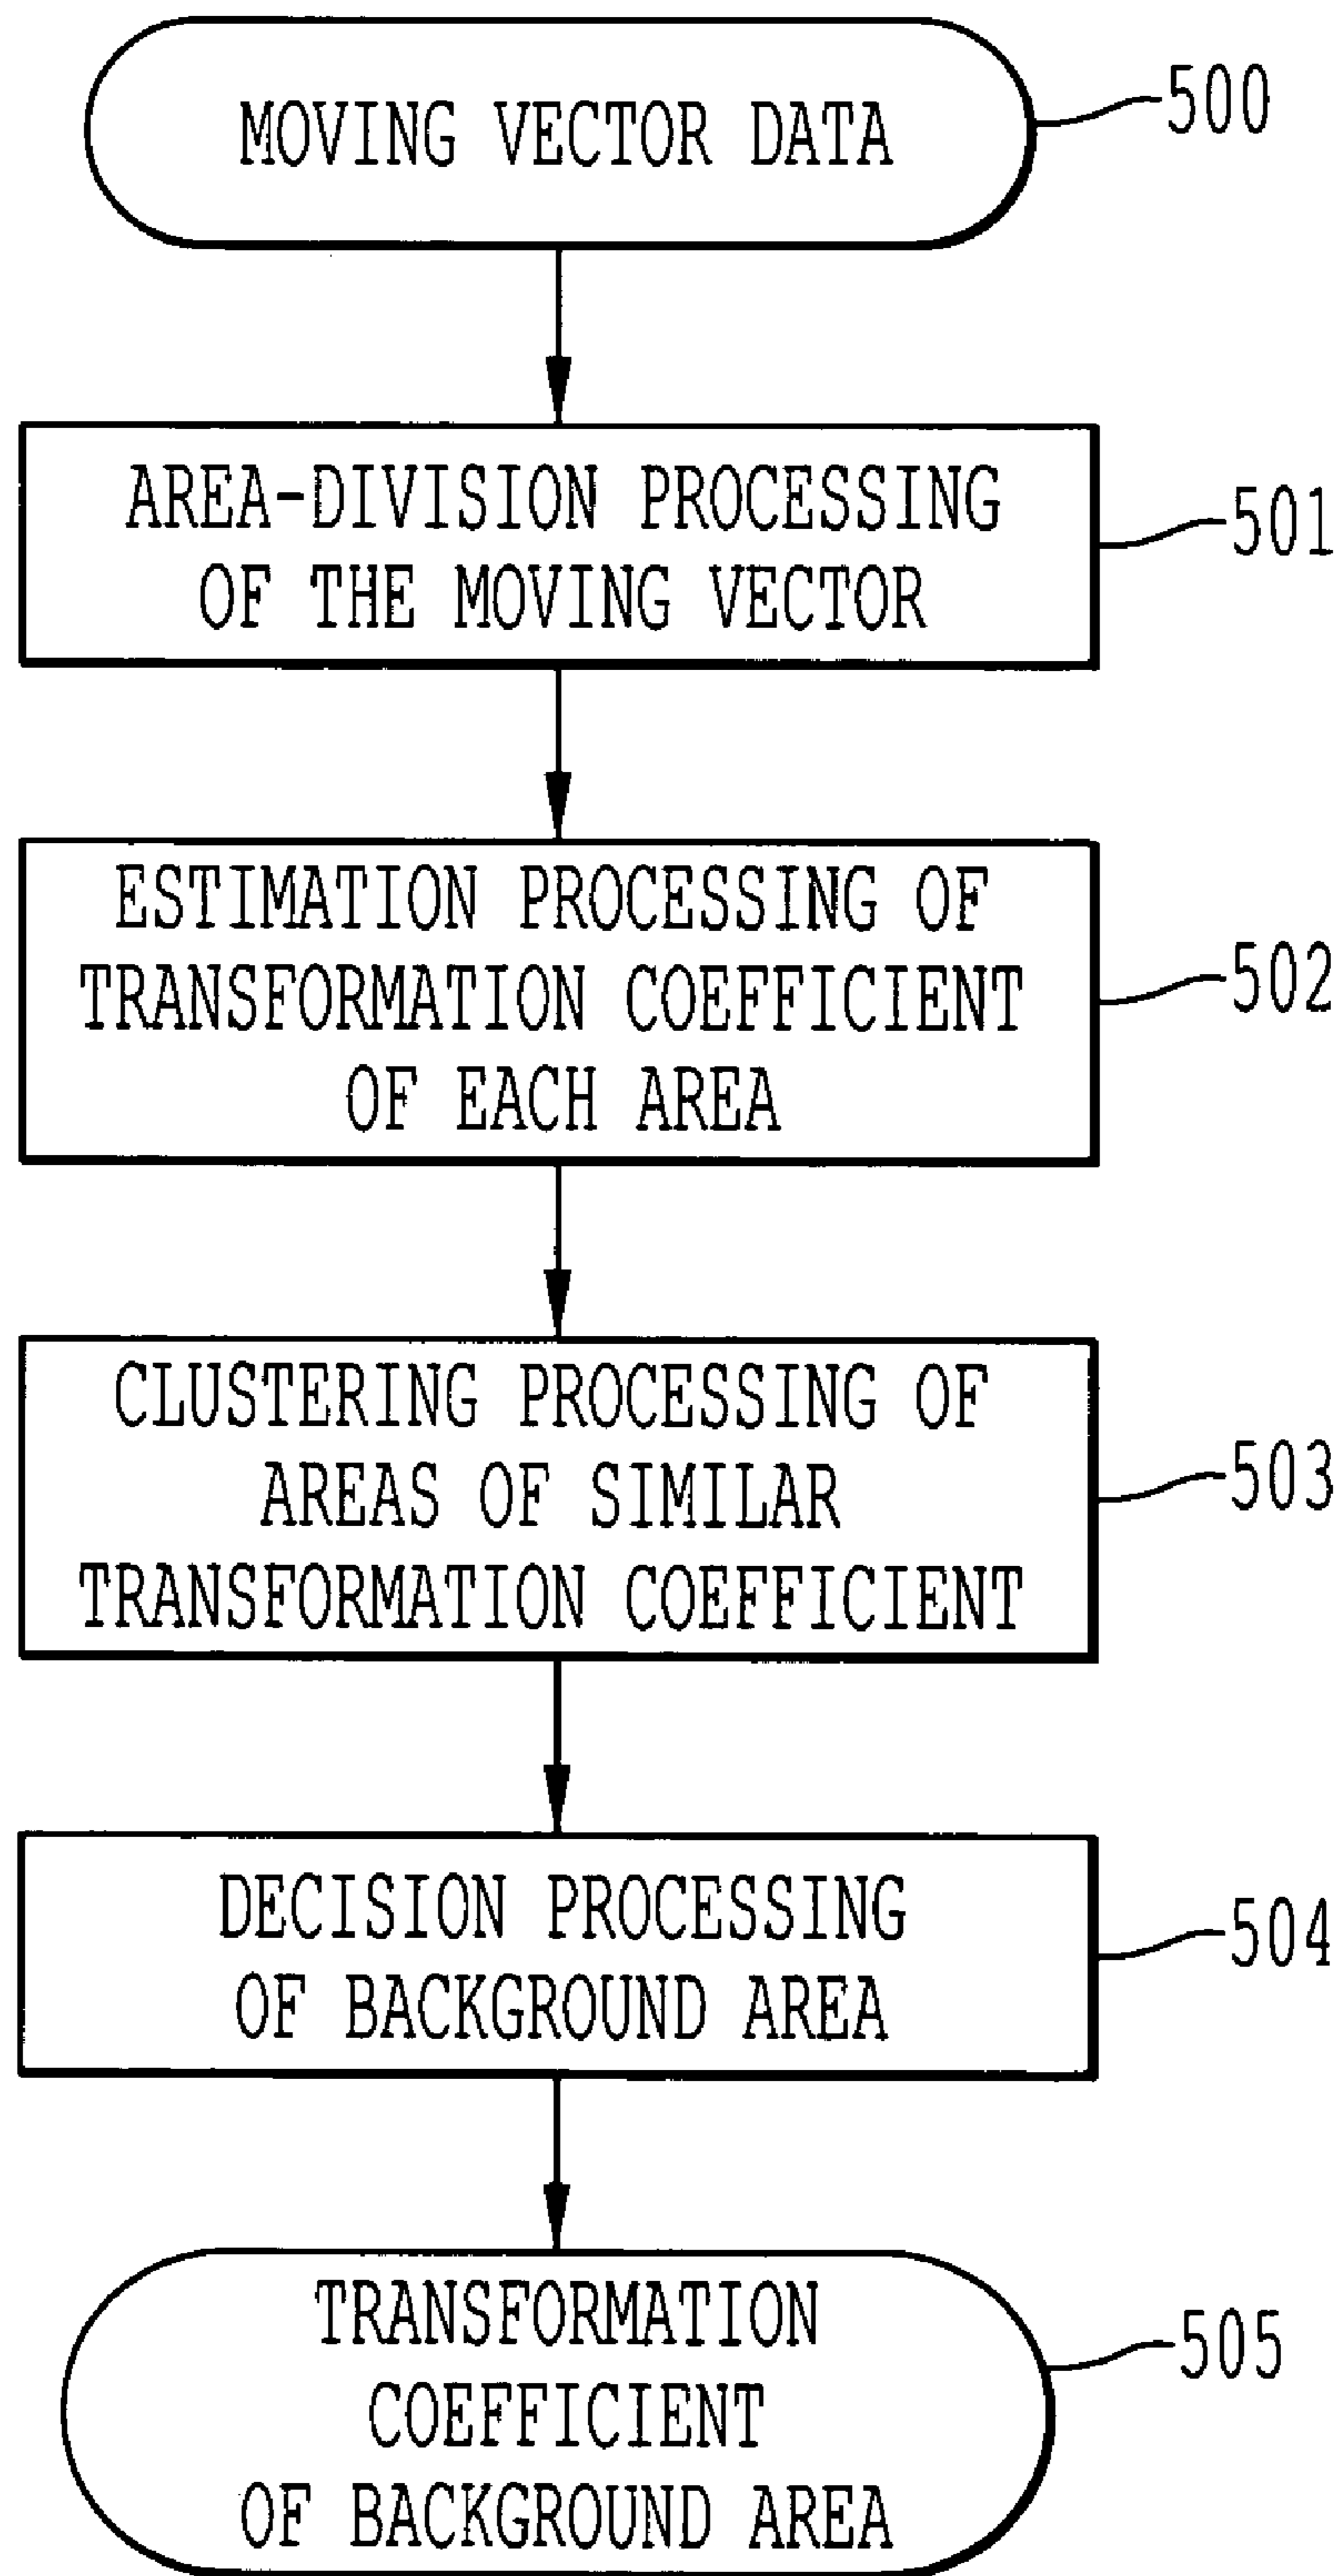 MOVING VECTOR DATA
500
AREA-DIVISION PROCESSING
OF THE MOVING VECTOR
501
ESTIMATION PROCESSING OF
TRANSFORMATION COEFFICIENT
OF EACH AREA
502
CLUSTERING PROCESSING OF
AREAS OF SIMILAR
TRANSFORMATION COEFFICIENT
503
DECISION PROCESSING
OF BACKGROUND AREA
504
TRANSFORMATION
COEFFICIENT
OF BACKGROUND AREA
505